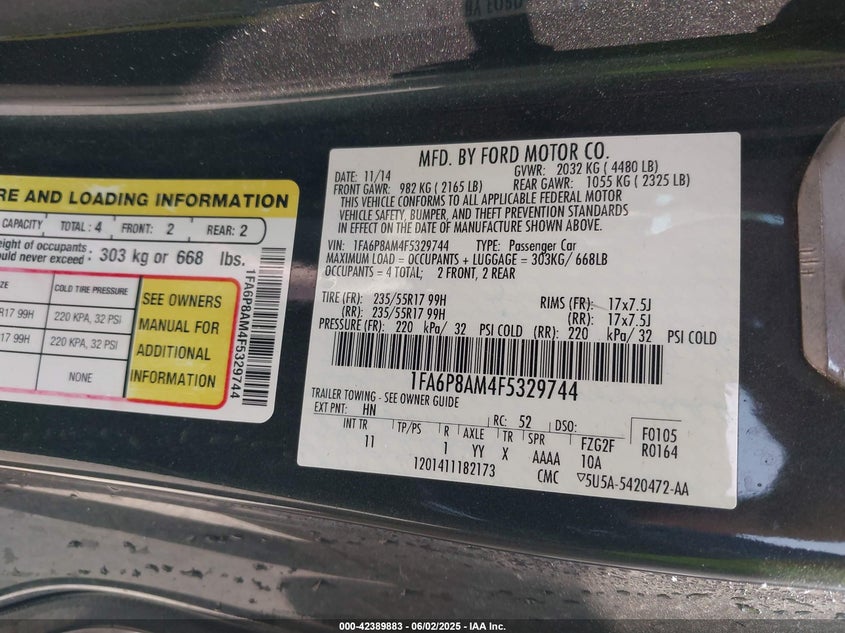 MFD. BY FORD MOTOR CO.
DATE: 11/14 GVWR: 2032 KG ( 4480 LB)
FRONT GAWR: 982 KG ( 2165 LB) REAR GAWR: 1055 KG ( 2325 LB)
THIS VEHICLE CONFORMS TO ALL APPLICABLE FEDERAL MOTOR
VEHICLE SAFETY, BUMPER, AND THEFT PREVENTION STANDARDS
IN EFFECT ON THE DATE OF MANUFACTURE SHOWN ABOVE.
VIN: 1FA6P8AM4F5329744 TYPE: Passenger Car
MAXIMUM LOAD = OCCUPANTS + LUGGAGE = 303KG/ 668LB
OCCUPANTS = 4 TOTAL; 2 FRONT, 2 REAR
TIRE (FR): 235/55R17 99H RIMS (FR): 17x7.5J
(RR): 235/55R17 99H (RR): 17x7.5J
PRESSURE (FR): 220 kPa/ 32 PSI COLD (RR): 220 kPa/ 32 PSI COLD
1FA6P8AM4F5329744
TRAILER TOWING - SEE OWNER GUIDE
EXT PNT: HN RC: 52 DSO: F0105
R0164
INT TR TP/PS R AXLE TR SPR FZG2F
11 1 YY X AAAA 10A
1201411182173 CMC ▽5U5A-5420472-AA
RE AND LOADING INFORMATION
CAPACITY TOTAL: 4 FRONT: 2 REAR: 2
eight of occupants
ould never exceed : 303 kg or 668 lbs.
ZE COLD TIRE PRESSURE
R17 99H 220 KPA, 32 PSI
R17 99H 220 KPA, 32 PSI
NONE
SEE OWNERS
MANUAL FOR
ADDITIONAL
INFORMATION
1FA6P8AM4F5329744
000-42389883 - 06/02/2025 - IAA Inc.